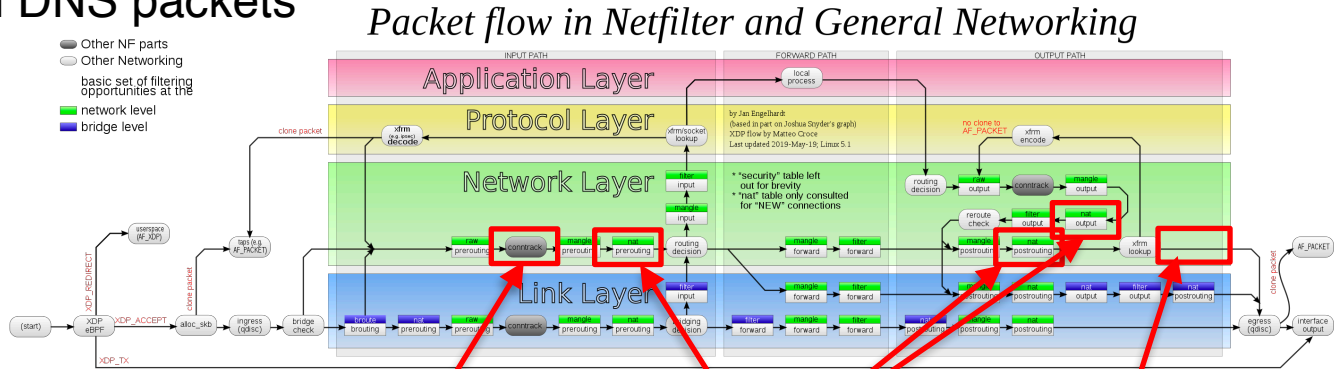 DNS packets
Packet flow in Netfilter and General Networking
Other NF parts
Other Networking
basic set of filtering
opportunities at the
network level
bridge level
INPUT PATH
FORWARD PATH
OUTPUT PATH
Application Layer
local
process
Protocol Layer
clone packet
xfrm
(e.g. ipsec)
decode
xfrm/socket
lookup
by Jan Engelhardt
(based in part on Joshua Snyder's graph)
XDP flow by Matteo Croce
Last updated 2019-May-19; Linux 5.1
no clone to
AF_PACKET
xfrm
encode
Network Layer
filter
input
mangle
input
* "security" table left
out for brevity
* "nat" table only consulted
for "NEW" connections
routing
decision
raw
output
conntrack
mangle
output
reroute
check
filter
output
nat
output
userspace
(AF_XDP)
taps (e.g.
AF_PACKET)
raw
prerouting
conntrack
mangle
prerouting
nat
prerouting
routing
decision
mangle
forward
filter
forward
mangle
postrouting
nat
postrouting
xfrm
lookup
AF_PACKET
XDP_REDIRECT
clone packet
clone packet
Link Layer
filter
input
mangle
forward
filter
forward
mangle
postrouting
nat
postrouting
nat
output
filter
output
nat
postrouting
(start)
XDP
eBPF
XDP_ACCEPT
alloc_skb
ingress
(qdisc)
bridge
check
broute
brouting
nat
prerouting
raw
prerouting
conntrack
mangle
prerouting
nat
prerouting
bridging
decision
filter
forward
mangle
forward
filter
forward
nat
postrouting
mangle
postrouting
nat
postrouting
egress
(qdisc)
interface
output
XDP_TX